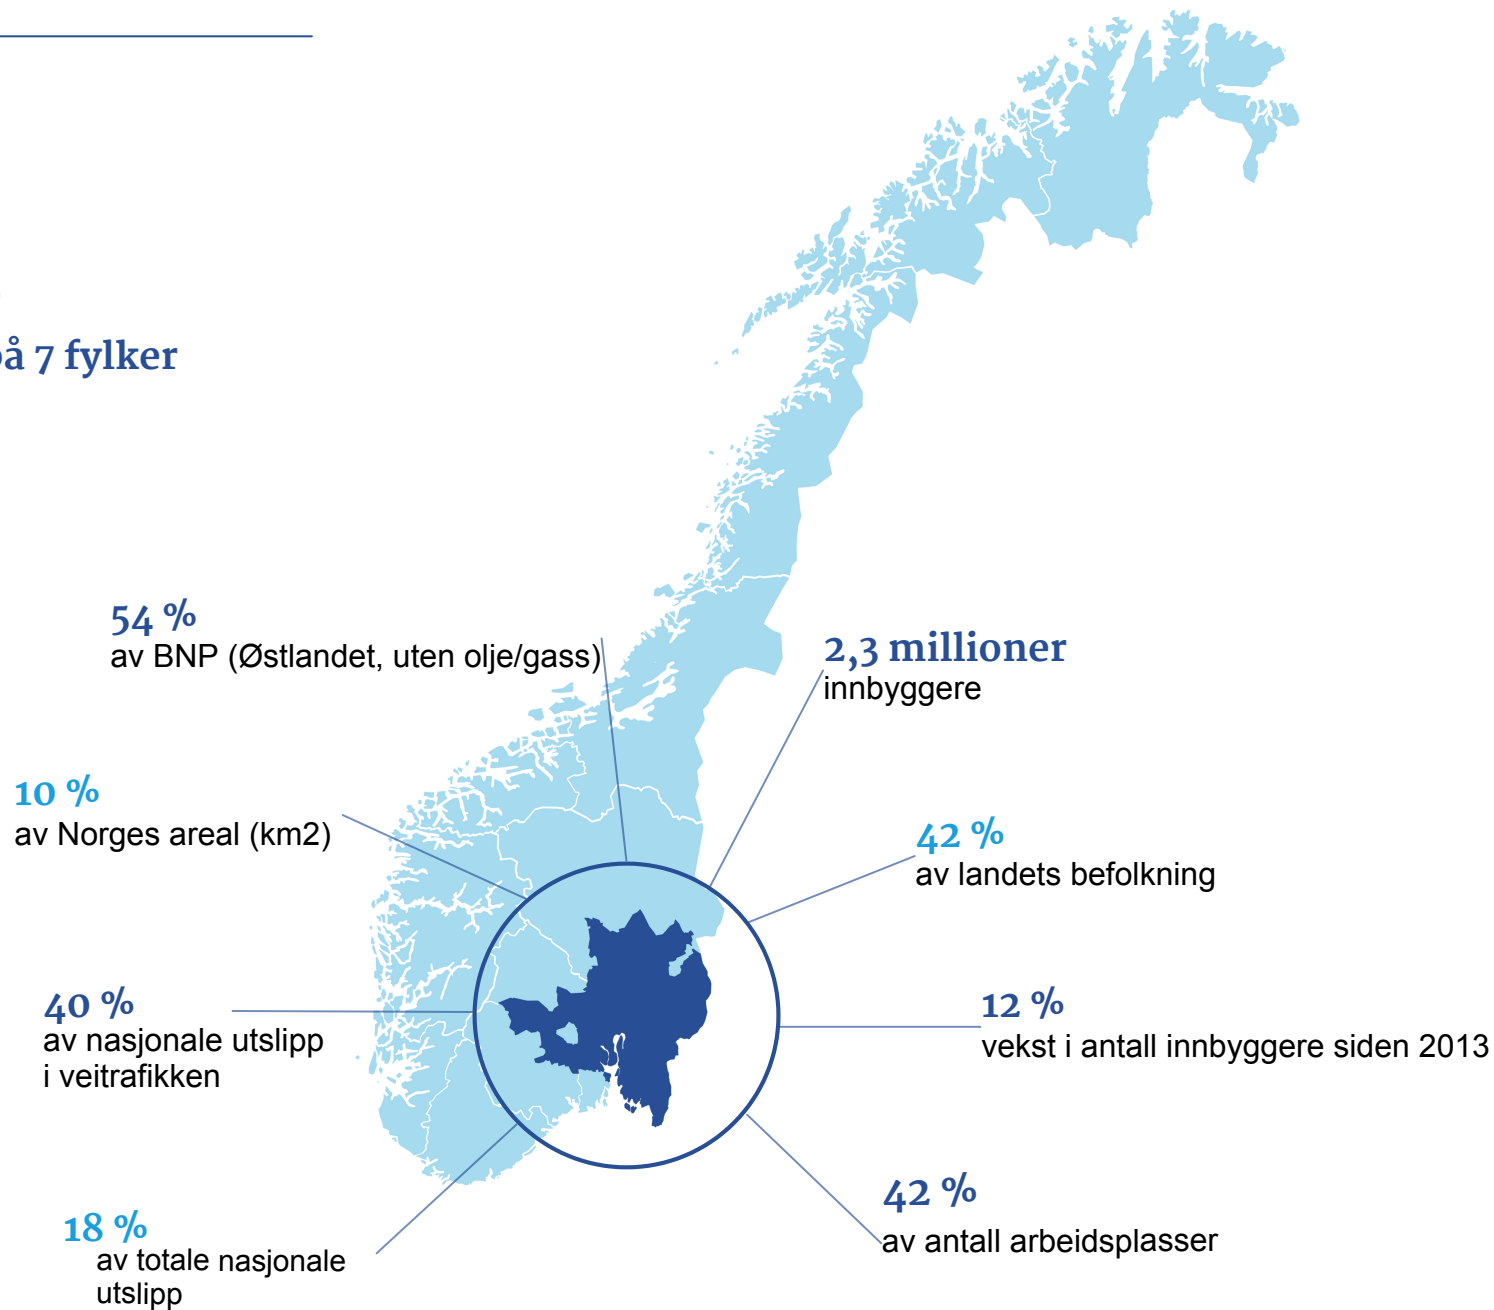 på 7 fylker
54 %
av BNP (Østlandet, uten olje/gass)
2,3 millioner
innbyggere
10 %
av Norges areal (km2)
42 %
av landets befolkning
40 %
av nasjonale utslipp
i veitrafikken
12 %
vekst i antall innbyggere siden 2013
42 %
av antall arbeidsplasser
18 %
av totale nasjonale
utslipp